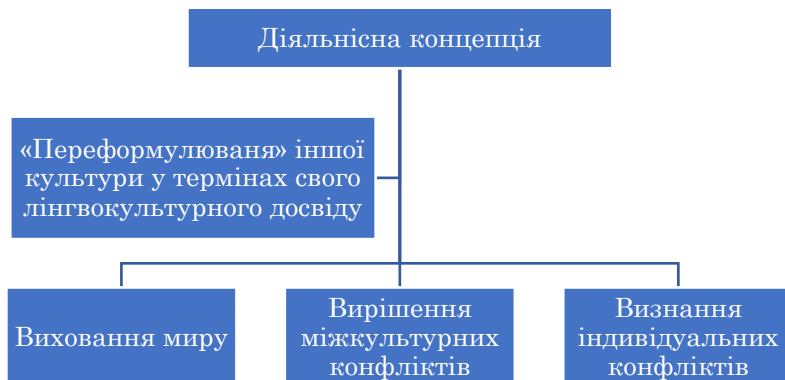 Діяльнісна концепція
«Переформулюваня» іншої
культури у термінах свого
лінгвокультурного досвіду
Виховання миру
Вирішення
міжкультурних
конфліктів
Визнання
індивідуальних
конфліктів